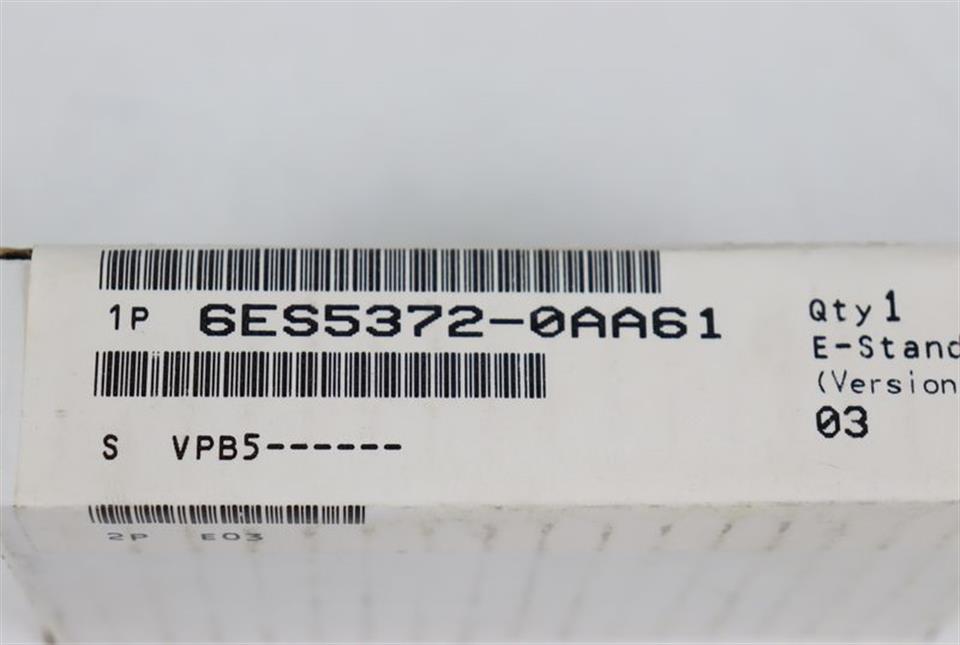 1P 6ES5372-0AA61
S VPB5------
2P E03
Qty 1
E-Stand
(Version
03